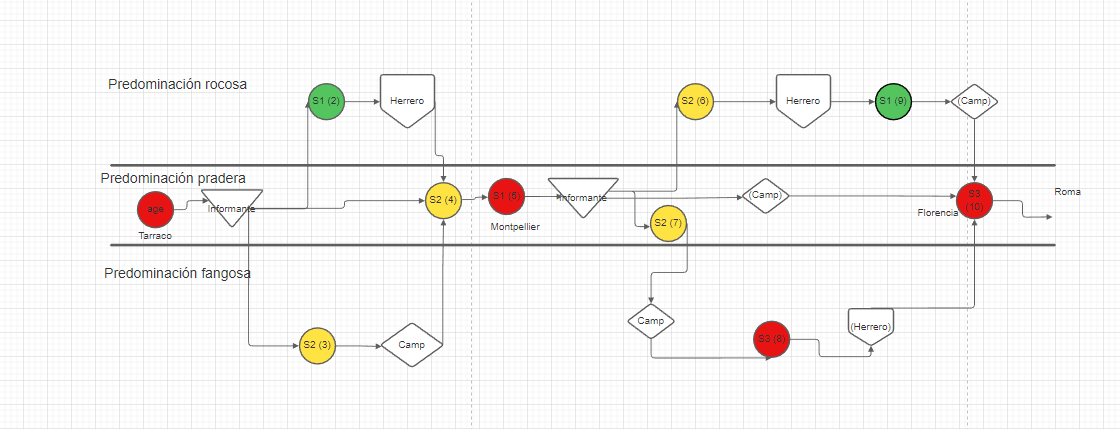 Predominación rocosa
S1 (2)
Herrero
S2 (6)
Herrero
S1 (9)
(Camp)
Predominación pradera
age
Informante
Tarraco
S2 (4)
S1 (5)
Montpellier
Informante
S2 (7)
(Camp)
S3
(10)
Florencia
Roma
Predominación fangosa
S2 (3)
Camp
Camp
S3 (8)
(Herrero)